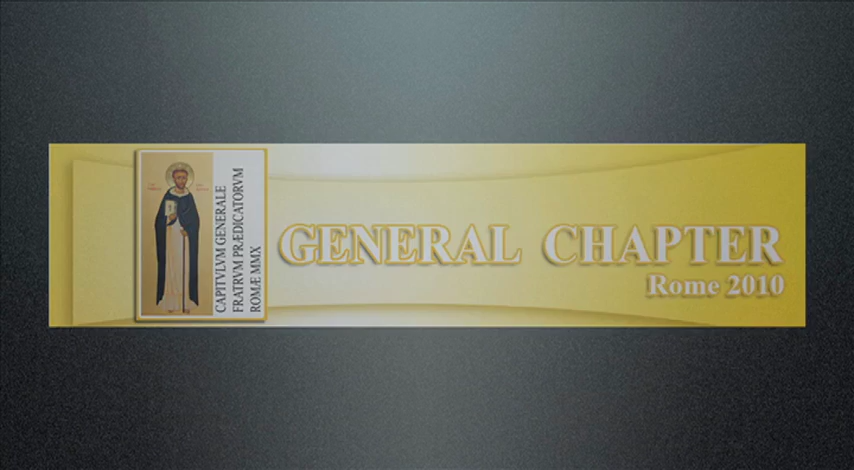 CAPITVLVM GENERALE
FRATRVM PRÆDICATORVM
ROMÆ MMX
GENERAL CHAPTER
Rome 2010